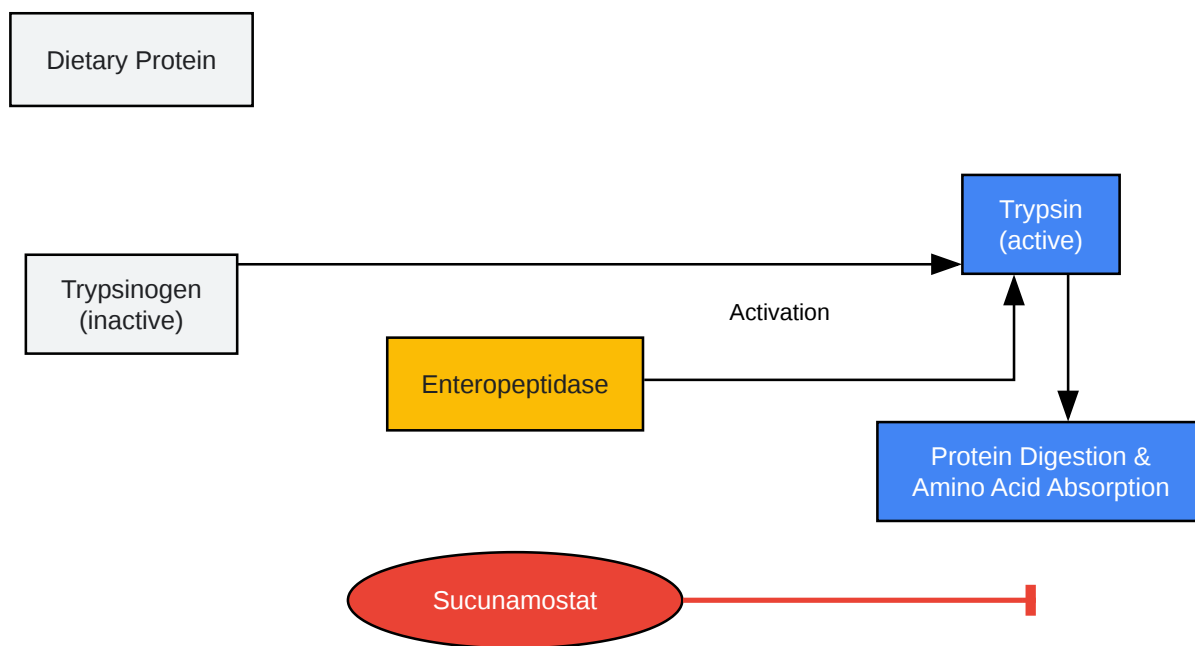 Dietary Protein
Trypsin
(active)
Trypsinogen
(inactive)
Activation
Enteropeptidase
Protein Digestion &
Amino Acid Absorption
Sucunamostat